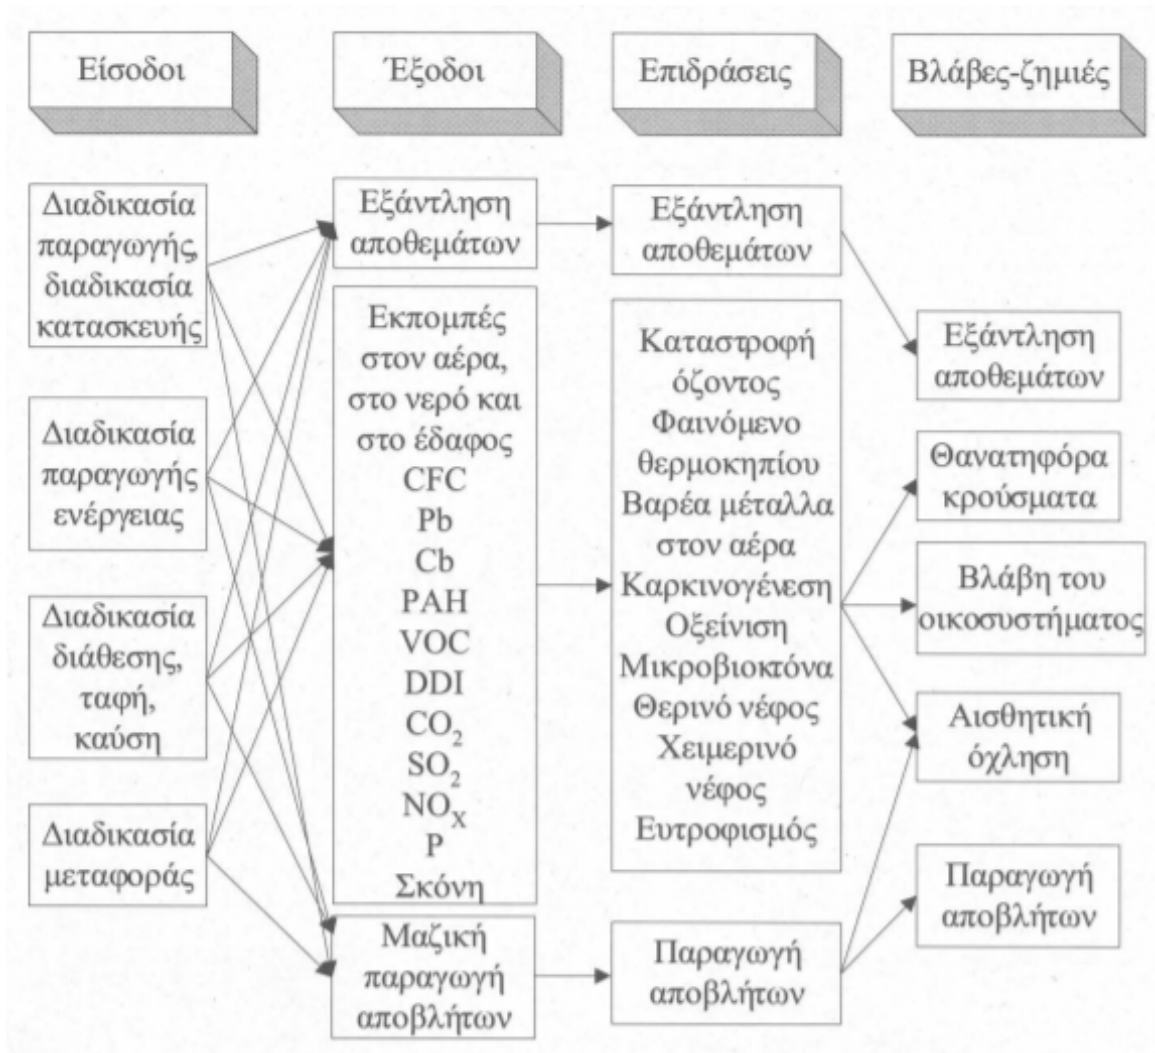 Είσοδοι
Έξοδοι
Επιδράσεις
Βλάβες-ζημιές
Διαδικασία
παραγωγής,
διαδικασία
κατασκευής
Διαδικασία
παραγωγής
ενέργειας
Διαδικασία
διάθεσης,
ταφή,
καύση
Διαδικασία
μεταφοράς
Εξάντληση
αποθεμάτων
Εκπομπές
στον αέρα,
στο νερό και
στο έδαφος
CFC
Pb
Cb
PAH
VOC
DDI
CO₂
SO₂
NOₓ
P
Σκόνη
Μαζική
παραγωγή
αποβλήτων
Εξάντληση
αποθεμάτων
Καταστροφή
όζοντος
Φαινόμενο
θερμοκηπίου
Βαρέα μέταλλα
στον αέρα
Καρκινογένεση
Οξείνιση
Μικροβιοκτόνα
Θερινό νέφος
Χειμερινό
νέφος
Ευτροφισμός
Παραγωγή
αποβλήτων
Εξάντληση
αποθεμάτων
Θανατηφόρα
κρούσματα
Βλάβη του
οικοσυστήματος
Αισθητική
όχληση
Παραγωγή
αποβλήτων